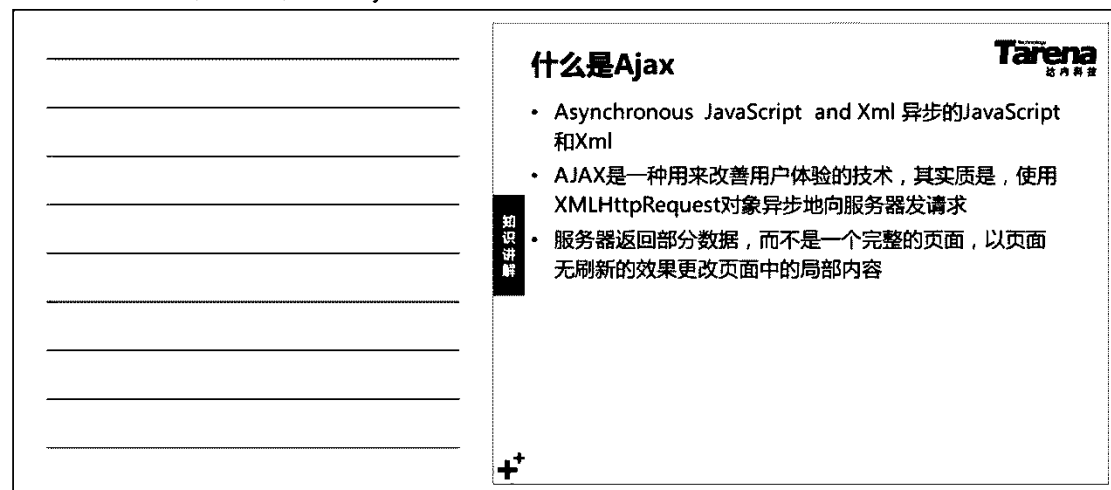 什么是Ajax
Tarena
达内科技
• Asynchronous JavaScript and Xml 异步的JavaScript
和Xml
• AJAX是一种用来改善用户体验的技术，其实质是，使用
XMLHttpRequest对象异步地向服务器发请求
• 服务器返回部分数据，而不是一个完整的页面，以页面
无刷新的效果更改页面中的局部内容
知识讲解